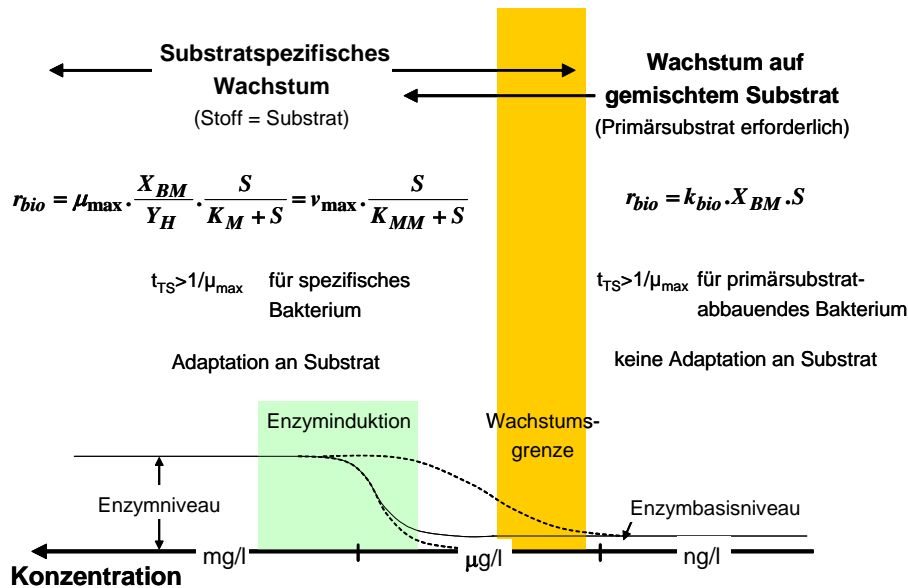 Substratspezifisches
Wachstum
(Stoff = Substrat)
Wachstum auf
gemischtem Substrat
(Primärsubstrat erforderlich)
r_bio = μ_max · X_BM / Y_H · S / (K_M + S) = v_max · S / (K_MM + S)
r_bio = k_bio . X_BM . S
t_TS>1/μ_max für spezifisches
Bakterium
t_TS>1/μ_max für primärsubstrat-
abbauendes Bakterium
Adaptation an Substrat
keine Adaptation an Substrat
Enzyminduktion
Wachstums-
grenze
Enzymniveau
Enzymbasisniveau
mg/l
μg/l
ng/l
Konzentration